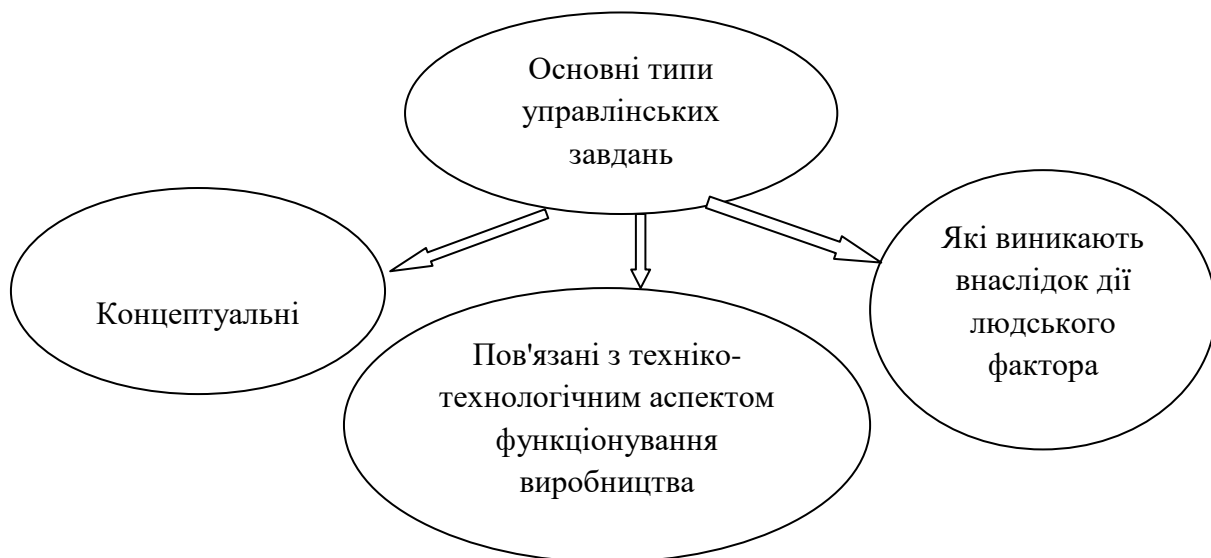 Основні типи
управлінських
завдань
Концептуальні
Пов'язані з техніко-
технологічним аспектом
функціонування
виробництва
Які виникають
внаслідок дії
людського
фактора